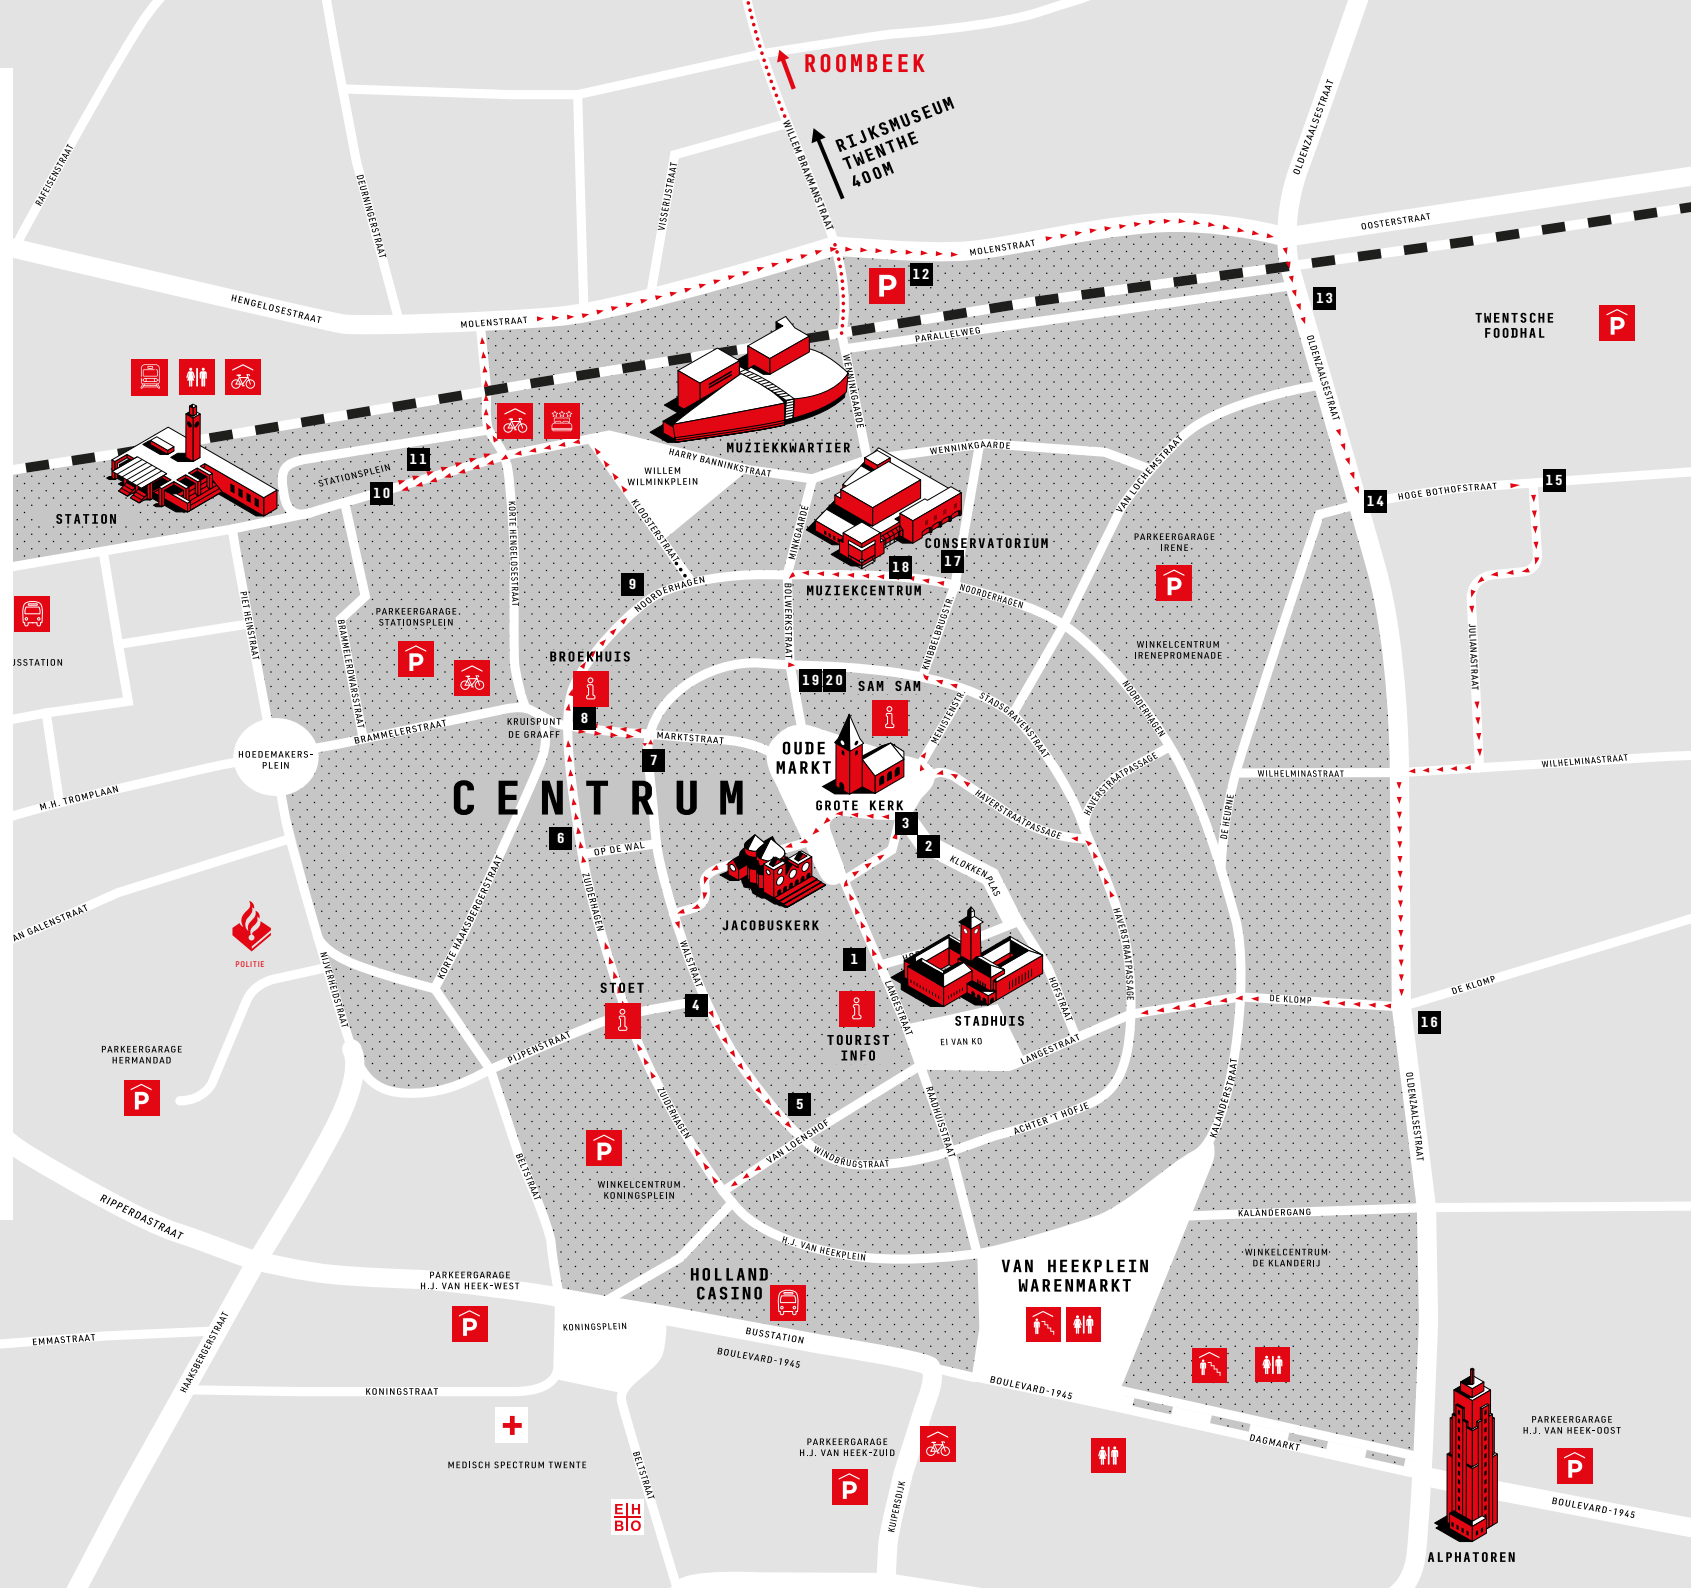 ROOMBEEK
RIJKSMUSEUM
TWENTHE
400M
WILLEM BRAKMANSTRAAT
OLDENZAALSESTRAAT
RAFEISENSTRAAT
DEURNINGERSTRAAT
VISSERIJSTRAAT
OOSTERSTRAAT
MOLENSTRAAT
HENGELOSESTRAAT
MOLENSTRAAT
P
12
13
TWENTSCHE
FOODHAL
P
PARALLELWEG
WENNINKGAARDE
OLDENZAALSESTRAAT
STATION
STATIONSPLEIN
11
10
MUZIEKKWARTIER
HARRY BANNINKSTRAAT
WILLEM
WILMINKPLEIN
WENNINKGAARDE
VAN LOCHEMSTRAAT
14
HOGE BOTHOFSTRAAT
15
KLOOSTERSTRAAT
MINKGAARDE
KORTE HENGELOSESTRAAT
CONSERVATORIUM
17
18
MUZIEKCENTRUM
PARKEERGARAGE
IRENE
P
9
NOORDERHAGEN
NOORDERHAGEN
PIET HEINSTRAAT
BRAMMELERDWARSSTRAAT
PARKEERGARAGE
STATIONSPLEIN
P
BOLWERKSTRAAT
KNIBBELBRUGSTR.
WINKELCENTRUM
IRENEPROMENADE
JULIANASTRAAT
USSTATION
BROEKHUIS
8
KRUISPUNT
DE GRAAFF
19
20
SAM SAM
MENISTENSTR.
STADSGRAVENSTRAAT
NOORDERHAGEN
BRAMMELERSTRAAT
MARKTSTRAAT
7
OUDE
MARKT
HOEDEMAKERS-
PLEIN
M.H. TROMPLAAN
CENTRUM
GROTE KERK
3
2
HAVERSTRAATPASSAGE
HAVERSTRAATPASSAGE
WILHELMINASTRAAT
WILHELMINASTRAAT
DE HEURNE
6
OP DE WAL
KLOKKENPLAS
AN GALENSTRAAT
KORTE HAAKSBERGERSTRAAT
ZUIDERHAGEN
JACOBUSKERK
POLITIE
NIJVERHEIDSTRAAT
WALSTRAAT
1
HAVERSTRAATPASSAGE
STOET
4
TOURIST
INFO
LANGESTRAAT
STADHUIS
HOFSTRAAT
EI VAN KO
LANGESTRAAT
DE KLOMP
DE KLOMP
16
PARKEERGARAGE
HERMANDAD
P
PIJPENSTRAAT
ZUIDERHAGEN
5
VAN LOENSHOF
WINDBRUGSTRAAT
RAADHUISSTRAAT
ACHTER 'T HOFJE
KALANDERSTRAAT
OLDENZAALSESTRAAT
P
WINKELCENTRUM
KONINGSPLEIN
BELTSTRAAT
RIPPERDASTRAAT
H.J. VAN HEEKPLEIN
KALANDERGANG
WINKELCENTRUM
DE KLANDERIJ
VAN HEEKPLEIN
WARENMARKT
HOLLAND
CASINO
PARKEERGARAGE
H.J. VAN HEEK-WEST
P
KONINGSPLEIN
BUSSTATION
BOULEVARD-1945
EMMASTRAAT
HAAKSBERGERSTRAAT
KONINGSTRAAT
BOULEVARD-1945
DAGMARKT
MEDISCH SPECTRUM TWENTE
BELTSTRAAT
EH
BO
PARKEERGARAGE
H.J. VAN HEEK-ZUID
P
KUIPERSDIJK
PARKEERGARAGE
H.J. VAN HEEK-OOST
P
BOULEVARD-1945
ALPHATOREN